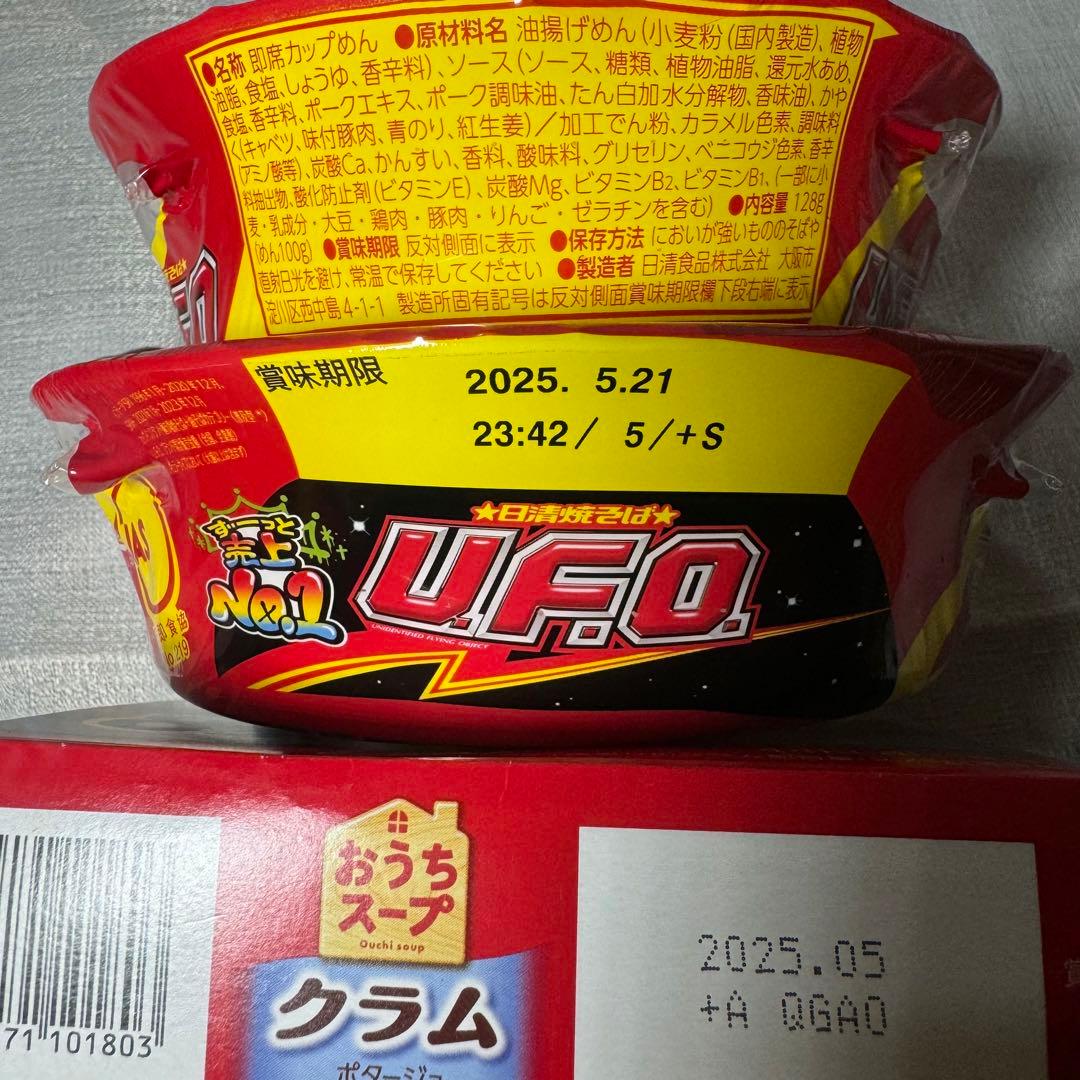 ●名称 即席カップめん ●原材料名 油揚げめん(小麦粉(国内製造)、植物
油脂、食塩、しょうゆ、香辛料)、ソース(ソース、糖類、植物油脂、還元水あめ、
食塩、香辛料、ポークエキス、ポーク調味油、たん白加水分解物、香味油)、かや
く(キャベツ、味付豚肉、青のり、紅生姜)/加工でん粉、カラメル色素、調味料
(アミノ酸等)、炭酸Ca、かんすい、香料、酸味料、グリセリン、ベニコウジ色素、香辛
料抽出物、酸化防止剤(ビタミンE)、炭酸Mg、ビタミンB2、ビタミンB1、(一部に小
麦・乳成分・大豆・鶏肉・豚肉・りんご・ゼラチンを含む) ●内容量 128g
(めん100g) ●賞味期限 反対側面に表示 ●保存方法 においが強いもののそばや
直射日光を避け、常温で保存してください ●製造者 日清食品株式会社 大阪市
淀川区西中島4-1-1 製造所固有記号は反対側面賞味期限欄下段右端に表示
賞味期限 2025. 5.21
23:42/ 5/+S
ずーっと
売上
No.1
★日清焼そば★
U.F.O.
UNIDENTIFIED FLYING OBJECT
おうち
スープ
Ouchi soup
クラム
ポタージュ
71 101803
2025.05
+A QGAO